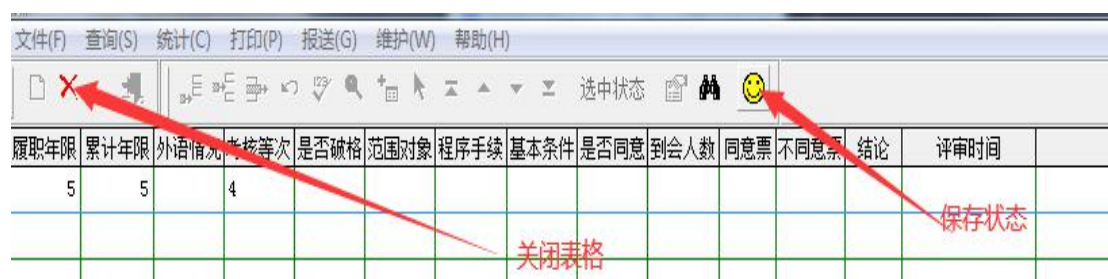 文件(F) 查询(S) 统计(C) 打印(P) 报送(G) 维护(W) 帮助(H)
选中状态
履职年限 累计年限 外语情况 考核等次 是否破格 范围对象 程序手续 基本条件 是否同意 到会人数 同意票 不同意票 结论 评审时间
5 5 4
保存状态
关闭表格